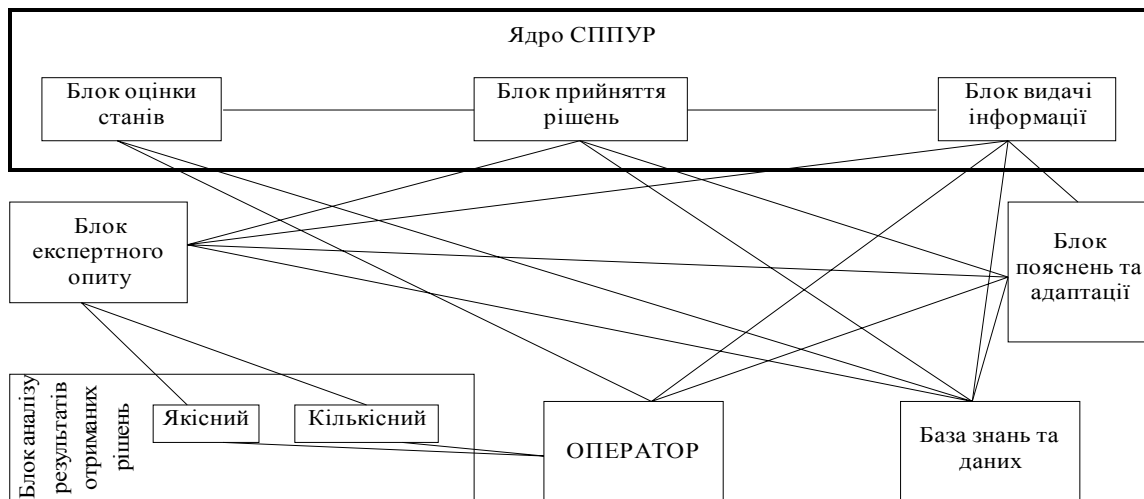 Ядро СППУР
Блок оцінки
станів
Блок прийняття
рішень
Блок видачі
інформації
Блок
експертного
опиту
Блок
пояснень та
адаптації
Блок аналізу
результатів
отриманих
рішень
Якісний
Кількісний
ОПЕРАТОР
База знань та
даних